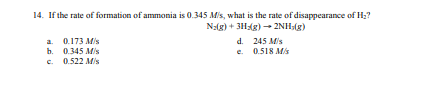 14. If the rate of formation of ammonia is 0.345 M/s, what is the rate of disappearance of H₂?
N₂(g) + 3H₂(g) → 2NH₃(g)
a. 0.173 M/s
b. 0.345 M/s
c. 0.522 M/s
d. 245 M/s
e. 0.518 M/s